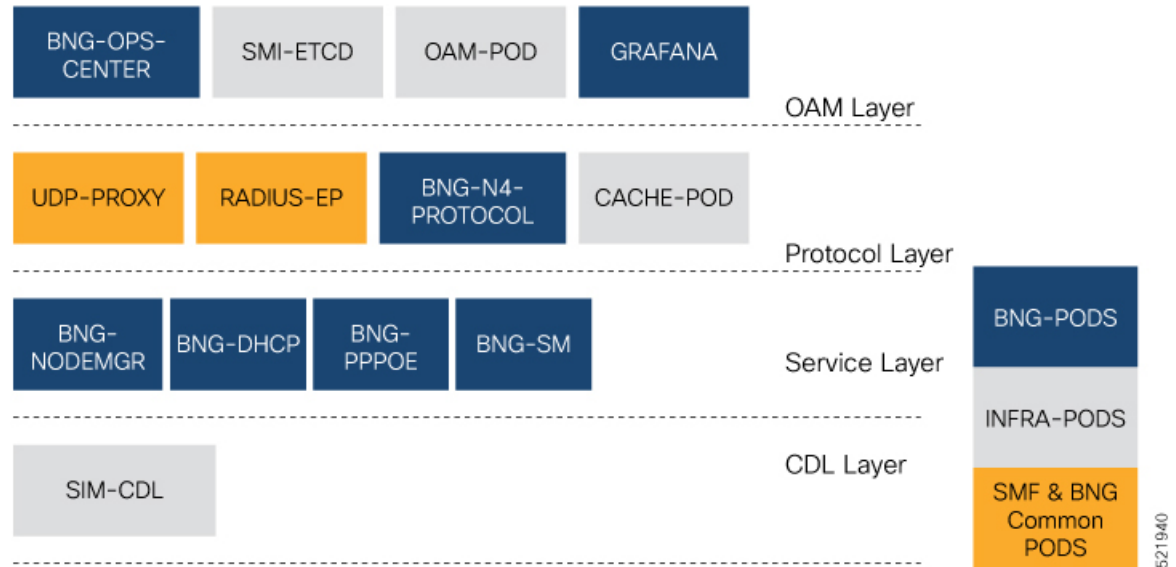 BNG-OPS-
CENTER
SMI-ETCD
OAM-POD
GRAFANA
OAM Layer
UDP-PROXY
RADIUS-EP
BNG-N4-
PROTOCOL
CACHE-POD
Protocol Layer
BNG-
NODEMGR
BNG-DHCP
BNG-
PPPOE
BNG-SM
Service Layer
SIM-CDL
CDL Layer
BNG-PODS
INFRA-PODS
SMF & BNG
Common
PODS
521940